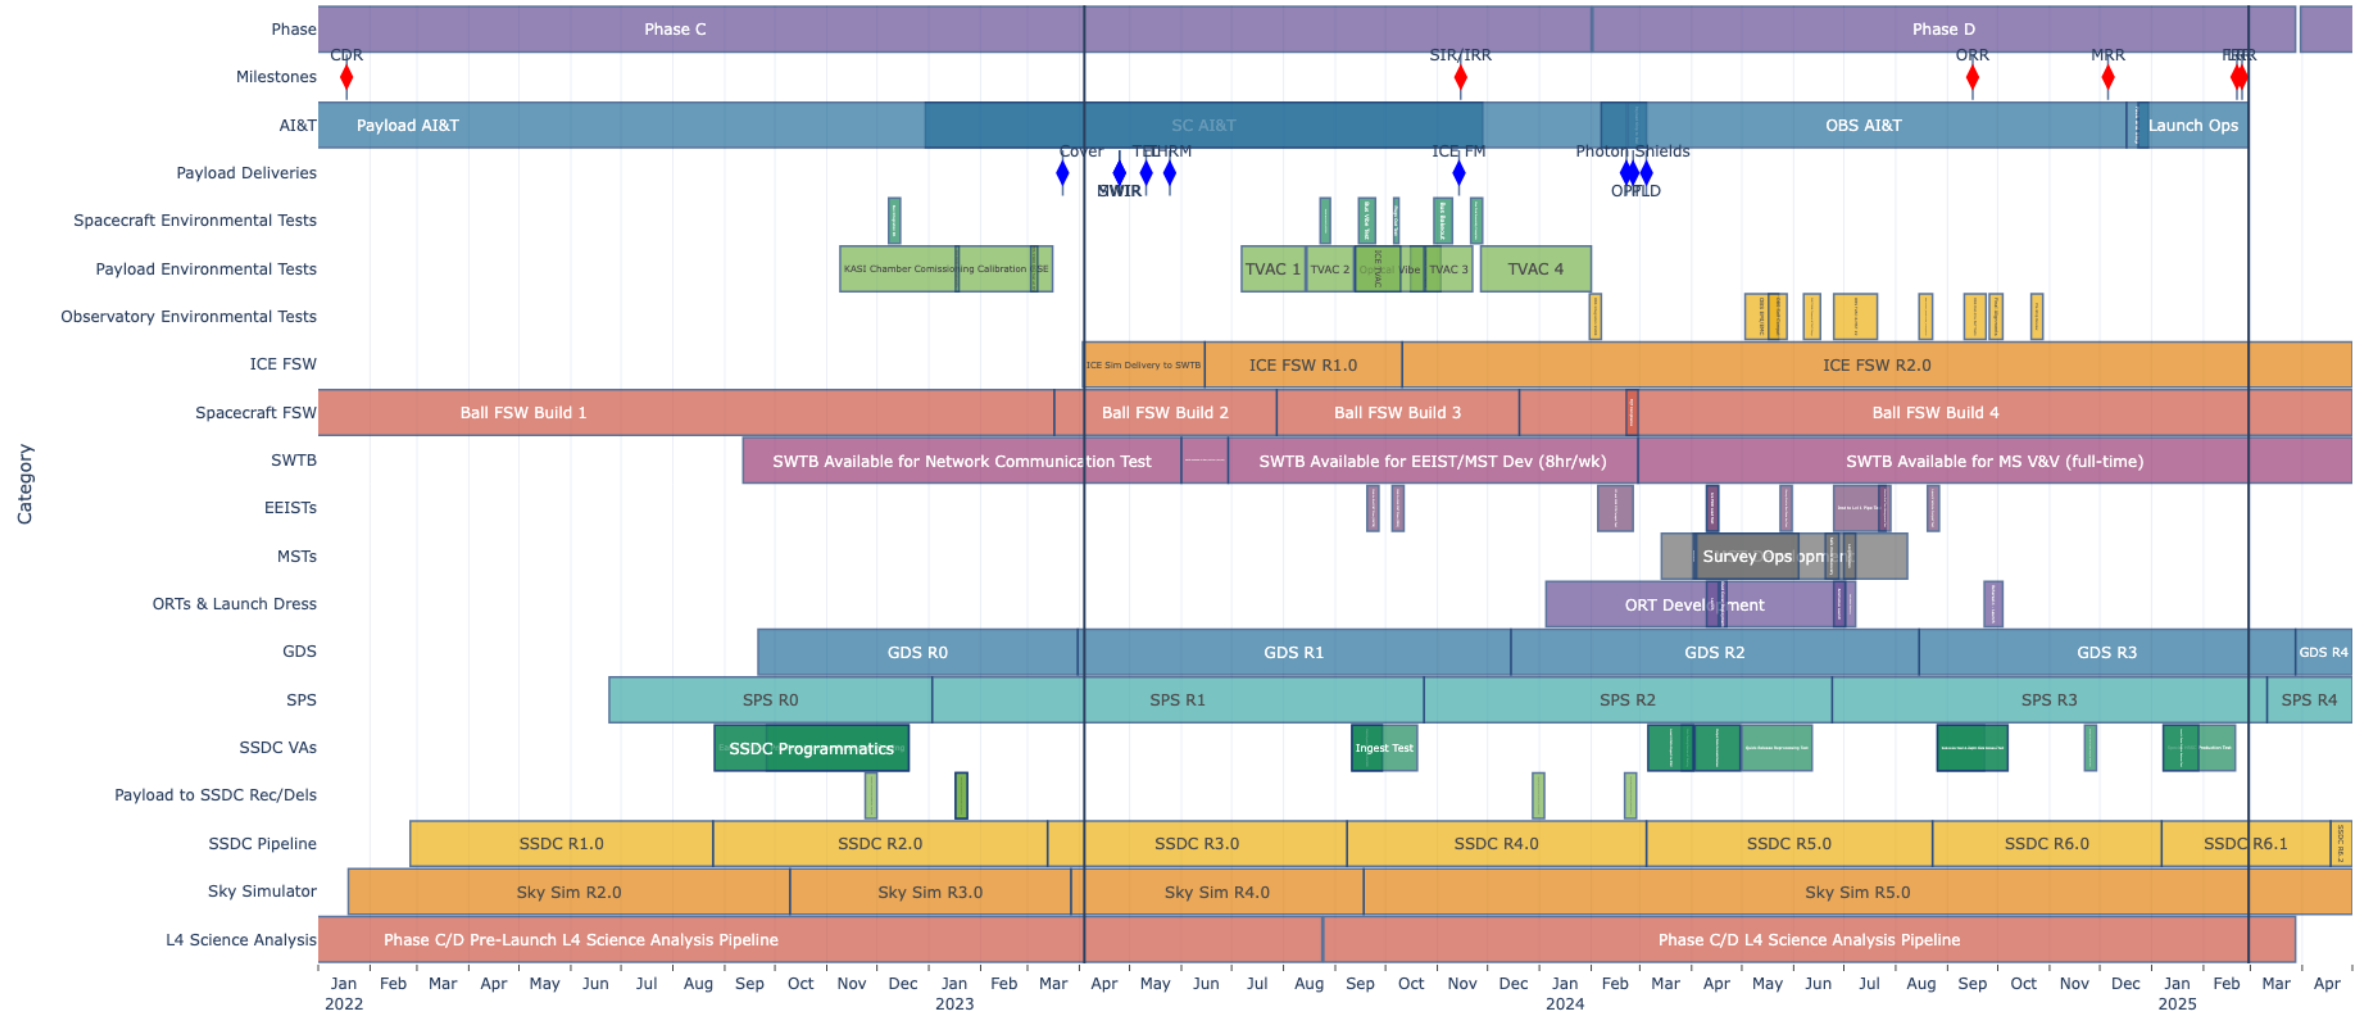 Phase
Phase C
Phase D
Milestones
CDR
SIR/IRR
ORR
MRR
AI&T
Payload AI&T
SC AI&T
OBS AI&T
Launch Ops
Payload Deliveries
Cover
THRM
ICE FM
Photon Shields
SWIR
Spacecraft Environmental Tests
Payload Environmental Tests
KASI Chamber Comissioning Calibration
TVAC 1
TVAC 2
ICE TVAC
Optical Vibe
TVAC 3
TVAC 4
Observatory Environmental Tests
ICE FSW
ICE Sim Delivery to SWTB
ICE FSW R1.0
ICE FSW R2.0
Spacecraft FSW
Ball FSW Build 1
Ball FSW Build 2
Ball FSW Build 3
Ball FSW Build 4
SWTB
SWTB Available for Network Communication Test
SWTB Available for EEIST/MST Dev (8hr/wk)
SWTB Available for MS V&V (full-time)
EEISTs
MSTs
Survey Ops
ORTs & Launch Dress
ORT Development
GDS
GDS R0
GDS R1
GDS R2
GDS R3
GDS R4
SPS
SPS R0
SPS R1
SPS R2
SPS R3
SPS R4
SSDC VAs
SSDC Programmatics
Ingest Test
Payload to SSDC Rec/Dels
SSDC Pipeline
SSDC R1.0
SSDC R2.0
SSDC R3.0
SSDC R4.0
SSDC R5.0
SSDC R6.0
SSDC R6.1
SSDC R6.2
Sky Simulator
Sky Sim R2.0
Sky Sim R3.0
Sky Sim R4.0
Sky Sim R5.0
L4 Science Analysis
Phase C/D Pre-Launch L4 Science Analysis Pipeline
Phase C/D L4 Science Analysis Pipeline
Category
Jan Feb Mar Apr May Jun Jul Aug Sep Oct Nov Dec Jan Feb Mar Apr May Jun Jul Aug Sep Oct Nov Dec Jan Feb Mar Apr May Jun Jul Aug Sep Oct Nov Dec Jan Feb Mar Apr
2022 2023 2024 2025